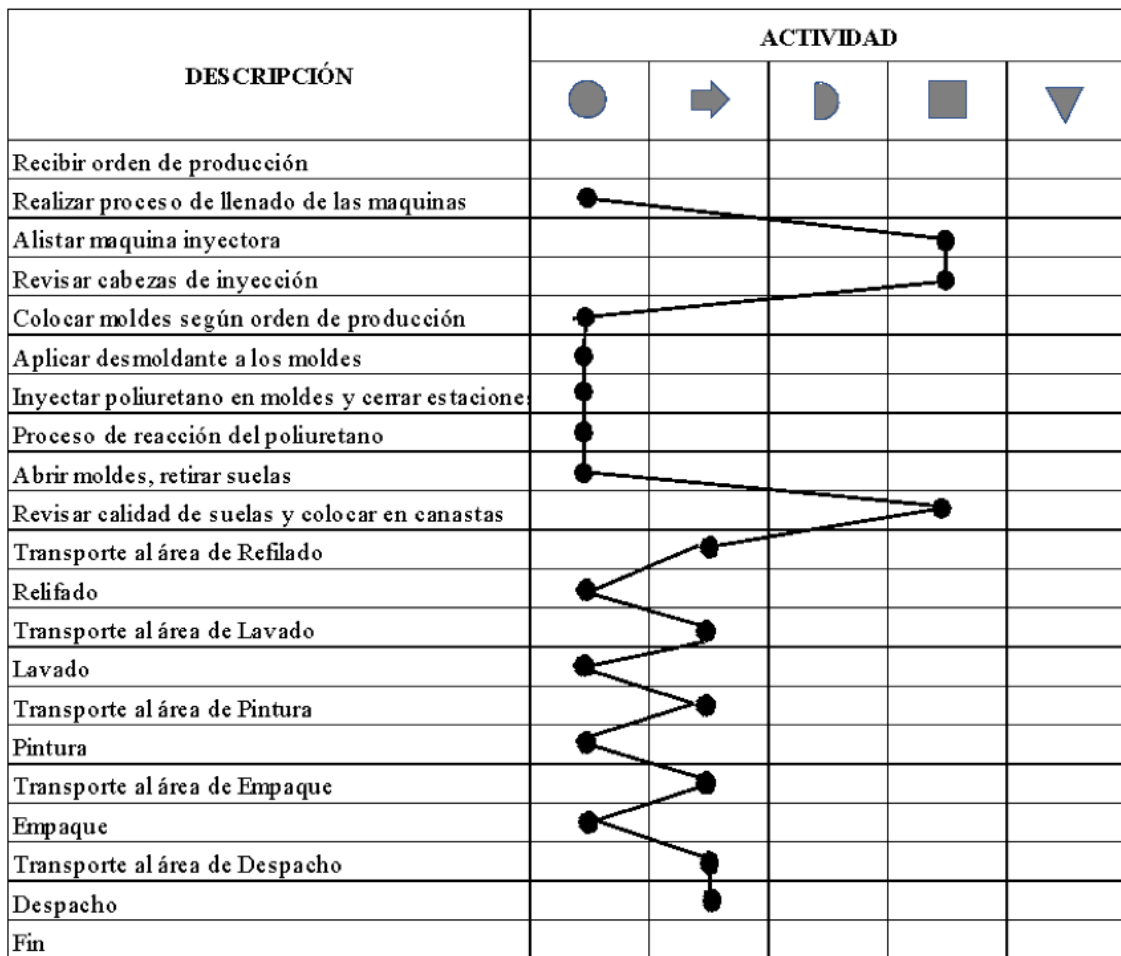 ACTIVIDAD
DESCRIPCIÓN
Recibir orden de producción
Realizar proceso de llenado de las maquinas
Alistar maquina inyectora
Revisar cabezas de inyección
Colocar moldes según orden de producción
Aplicar desmoldante a los moldes
Inyectar poliuretano en moldes y cerrar estaciones
Proceso de reacción del poliuretano
Abrir moldes, retirar suelas
Revisar calidad de suelas y colocar en canastas
Transporte al área de Refilado
Relifado
Transporte al área de Lavado
Lavado
Transporte al área de Pintura
Pintura
Transporte al área de Empaque
Empaque
Transporte al área de Despacho
Despacho
Fin